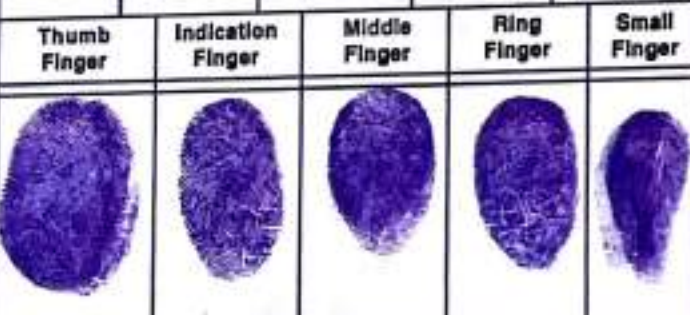 Thumb Finger
Indication Finger
Middle Finger
Ring Finger
Small Finger